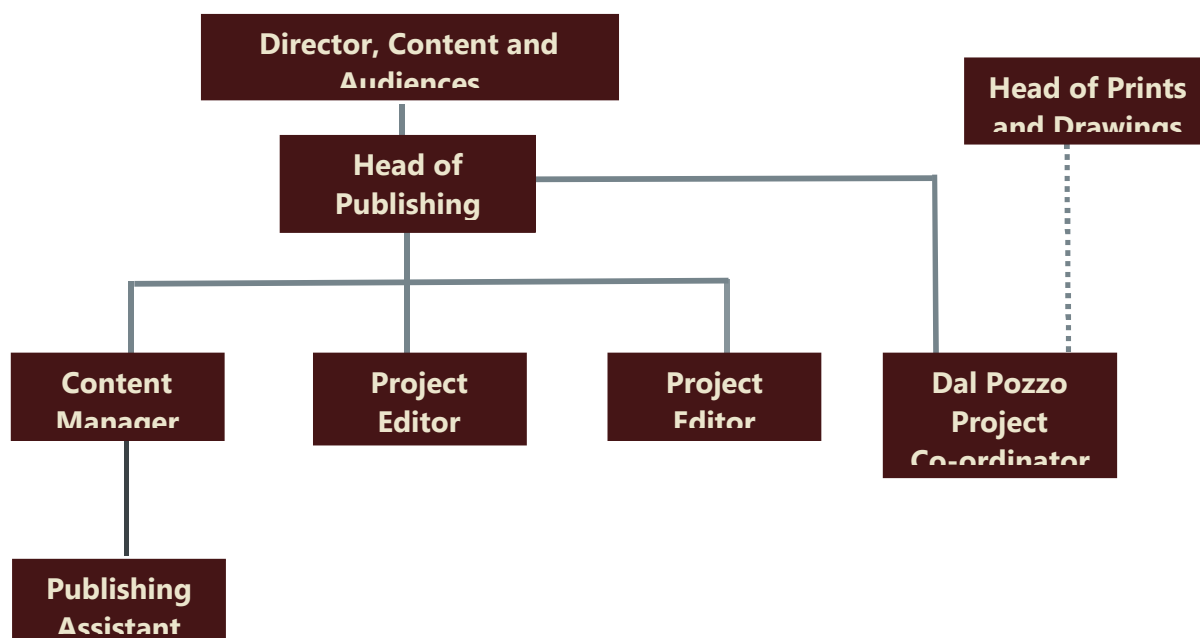 Director, Content and
Audiences
Head of Prints
and Drawings
Head of
Publishing
Content
Manager
Project
Editor
Project
Editor
Dal Pozzo
Project
Co-ordinator
Publishing
Assistant